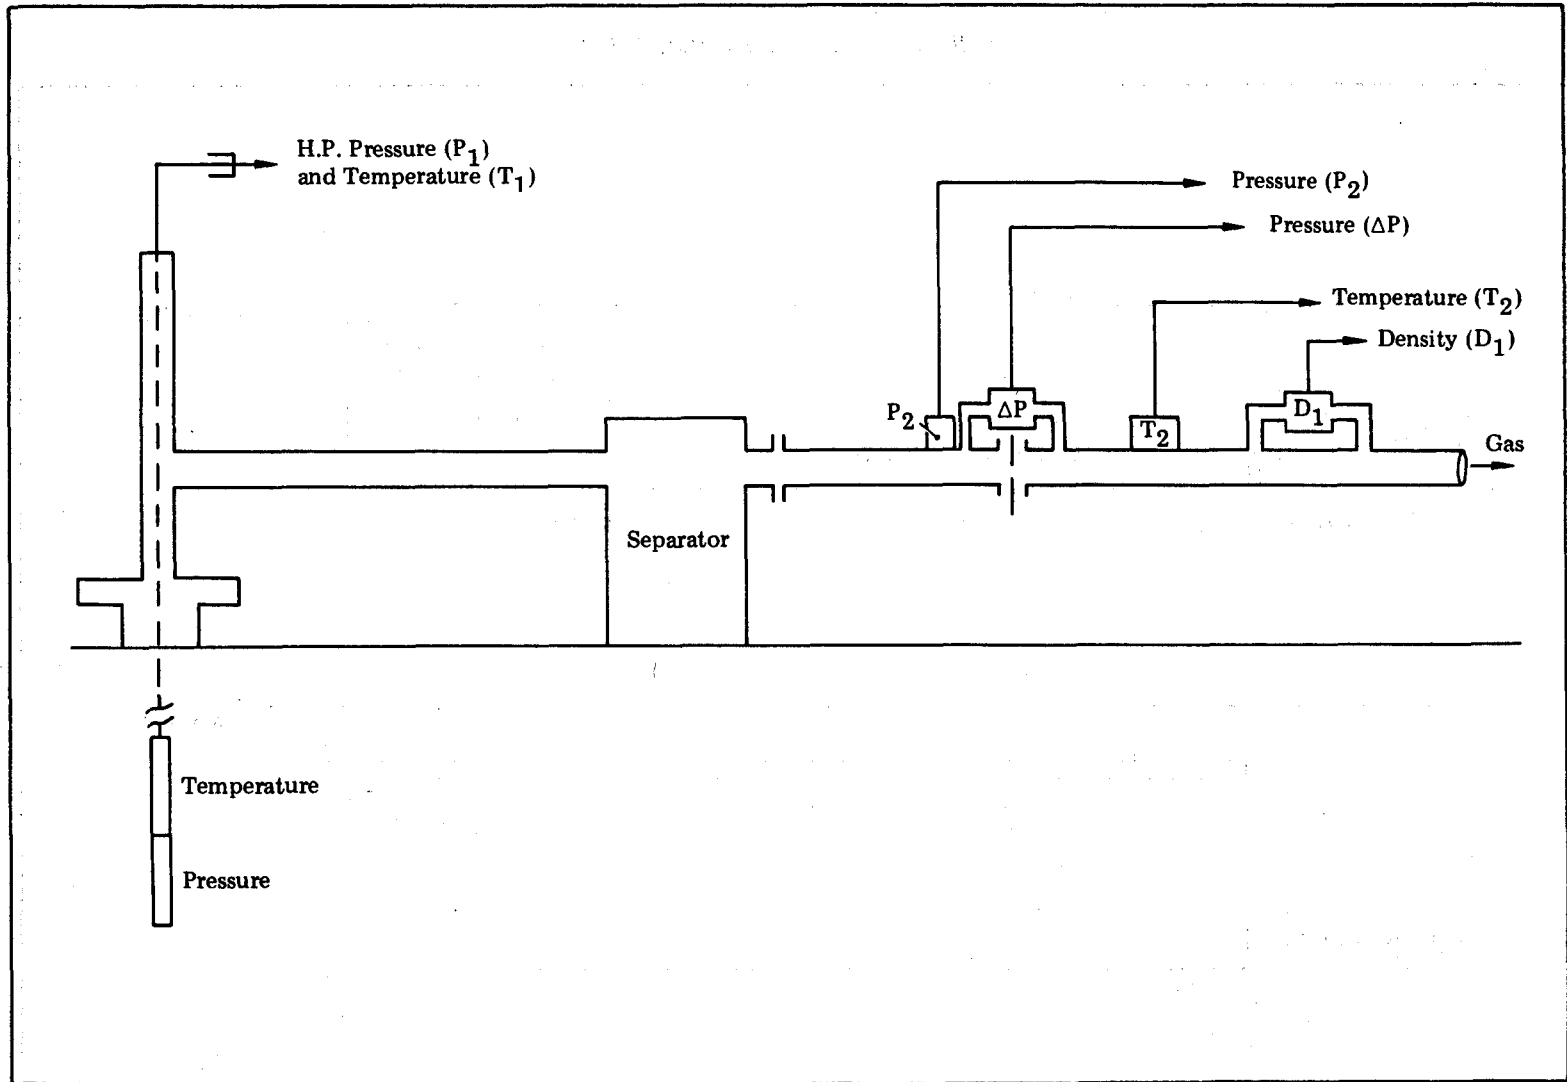 H.P. Pressure (P1)
and Temperature (T1)
Pressure (P2)
Pressure (ΔP)
Temperature (T2)
Density (D1)
P2
ΔP
T2
D1
Gas
Separator
Temperature
Pressure